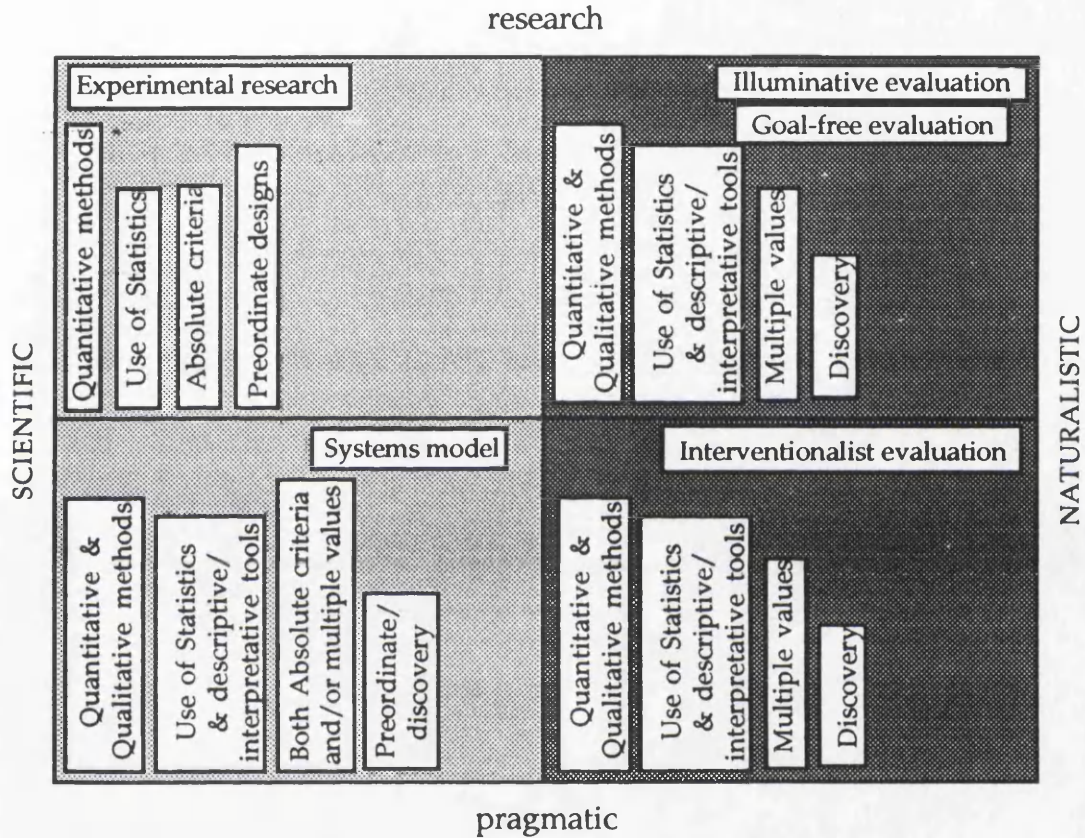 research
SCIENTIFIC
Experimental research
Quantitative methods
Use of Statistics
Absolute criteria
Preordinate designs
Illuminative evaluation
Goal-free evaluation
Quantitative &
Qualitative methods
Use of Statistics
& descriptive/
interpretative tools
Multiple values
Discovery
Systems model
Quantitative &
Qualitative methods
Use of Statistics
& descriptive/
interpretative tools
Both Absolute criteria
and/or multiple values
Preordinate/
discovery
Interventionalist evaluation
Quantitative &
Qualitative methods
Use of Statistics
& descriptive/
interpretative tools
Multiple values
Discovery
NATURALISTIC
pragmatic